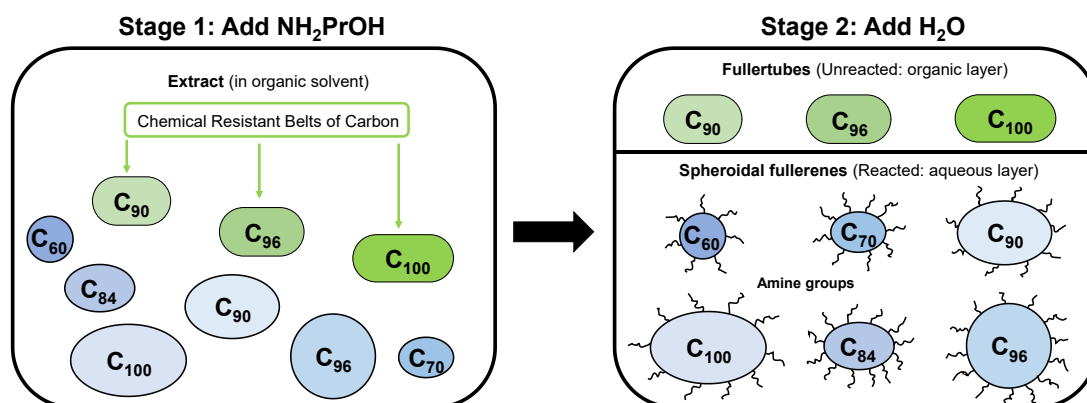 Stage 1: Add NH₂PrOH
Extract (in organic solvent)
Chemical Resistant Belts of Carbon
C₉₀
C₉₆
C₆₀
C₁₀₀
C₈₄
C₉₀
C₁₀₀
C₉₆
C₇₀
Stage 2: Add H₂O
Fullertubes (Unreacted: organic layer)
C₉₀ C₉₆ C₁₀₀
Spheroidal fullerenes (Reacted: aqueous layer)
C₆₀ C₇₀ C₉₀
Amine groups
C₁₀₀ C₈₄ C₉₆